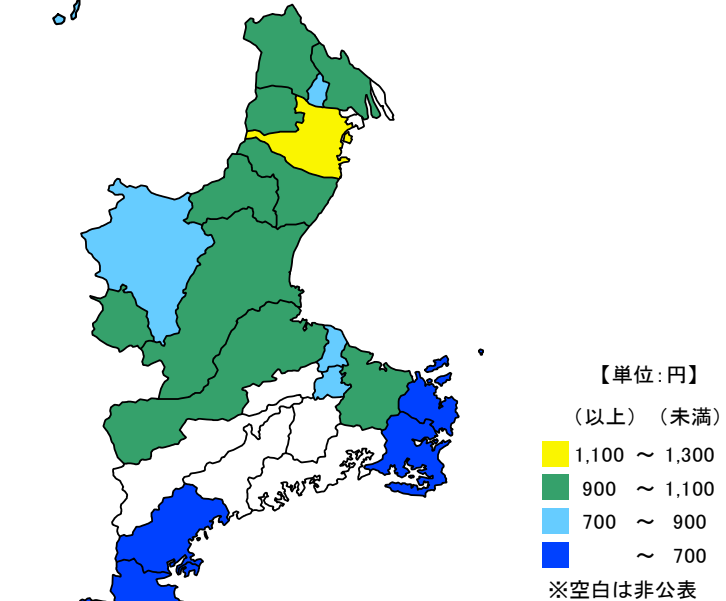 【単位：円】
（以上）（未満）
1,100 ～ 1,300
900 ～ 1,100
700 ～ 900
～ 700
※空白は非公表